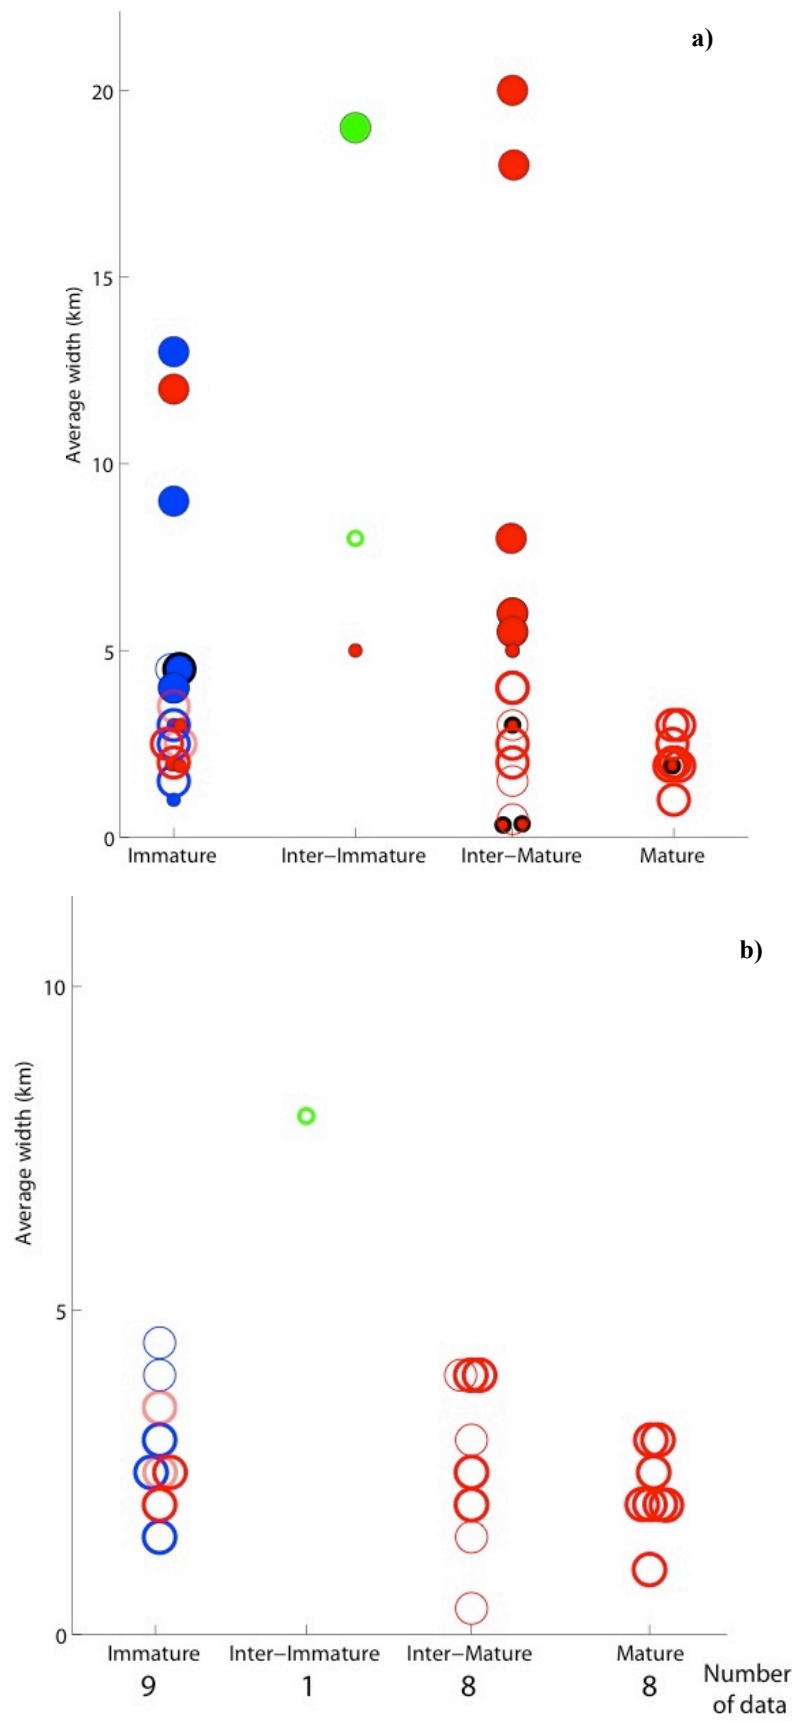 a)
20
15
10
5
0
Average width (km)
Immature Inter−Immature Inter−Mature Mature
b)
10
5
0
Average width (km)
Immature Inter−Immature Inter−Mature Mature
9 1 8 8 Number
of data